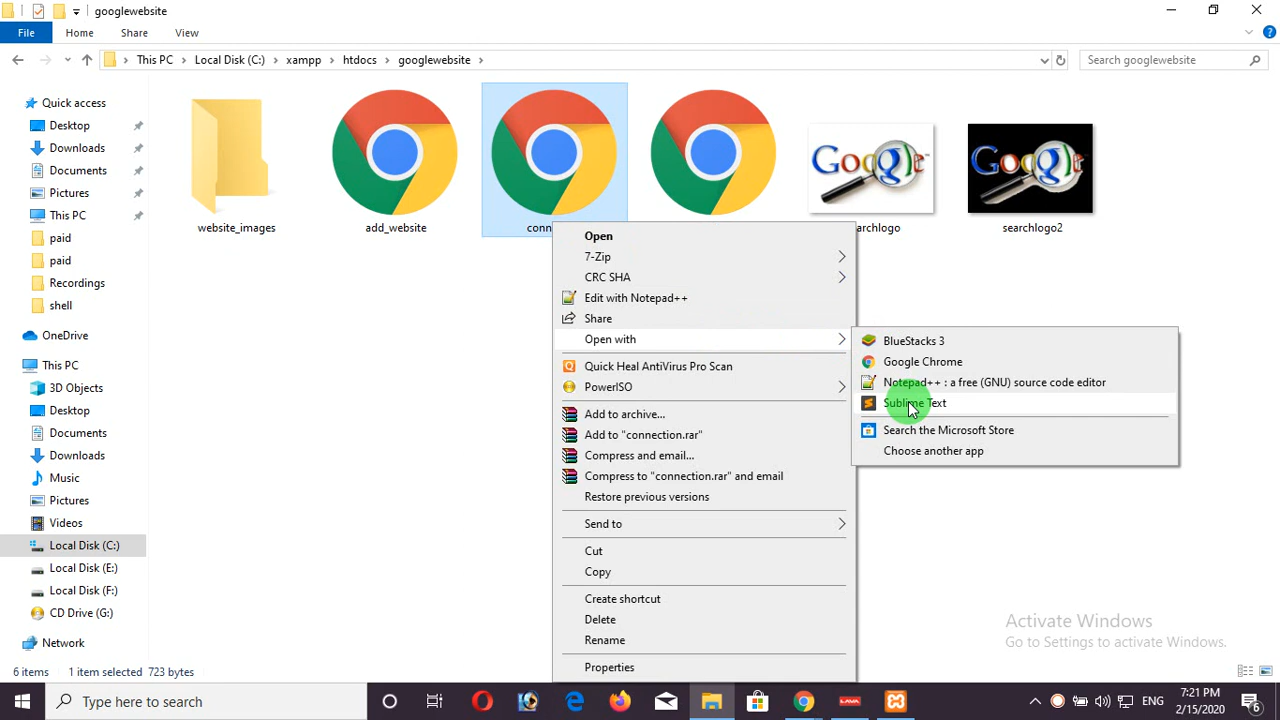 googlewebsite
File Home Share View
This PC Local Disk (C:) xampp htdocs googlewebsite
Search googlewebsite
Quick access
Desktop
Downloads
Documents
Pictures
This PC
paid
paid
Recordings
shell
OneDrive
This PC
3D Objects
Desktop
Documents
Downloads
Music
Pictures
Videos
Local Disk (C:)
Local Disk (E:)
Local Disk (F:)
CD Drive (G:)
Network
website_images
add_website
conn
archlogo
searchlogo2
Google
Google
Open
7-Zip
CRC SHA
Edit with Notepad++
Share
Open with
Quick Heal AntiVirus Pro Scan
PowerISO
Add to archive...
Add to "connection.rar"
Compress and email...
Compress to "connection.rar" and email
Restore previous versions
Send to
Cut
Copy
Create shortcut
Delete
Rename
Properties
BlueStacks 3
Google Chrome
Notepad++ : a free (GNU) source code editor
Sublime Text
Search the Microsoft Store
Choose another app
Activate Windows
Go to Settings to activate Windows.
6 items 1 item selected 723 bytes
Type here to search
LAVA
ENG
7:21 PM
2/15/2020
6